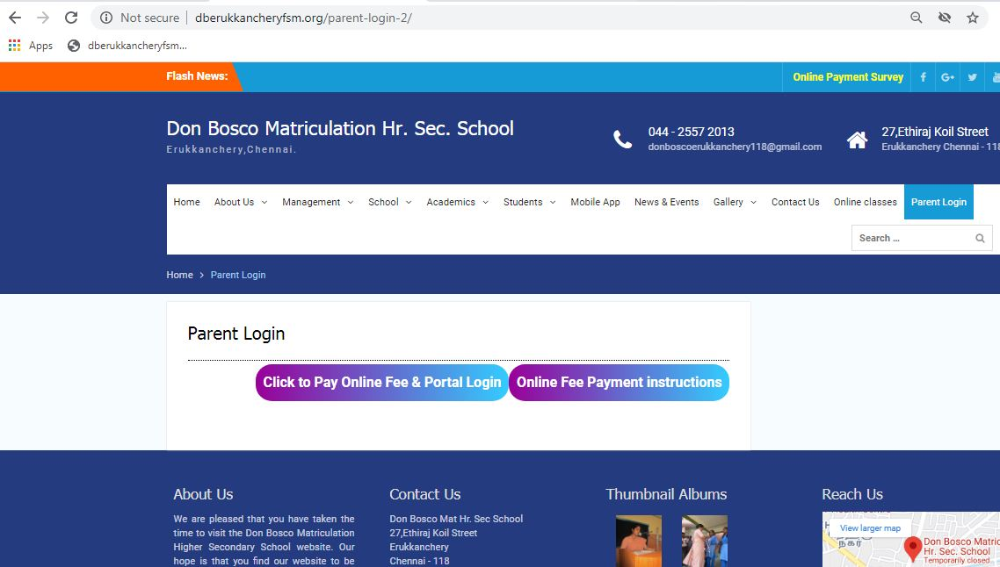 Not secure | dberukkancheryfsm.org/parent-login-2/
Apps dberukkancheryfsm...
Flash News: Online Payment Survey
Don Bosco Matriculation Hr. Sec. School
Erukkanchery,Chennai.
044 - 2557 2013
donboscoerukkanchery118@gmail.com
27,Ethiraj Koil Street
Erukkanchery Chennai - 118
Home About Us Management School Academics Students Mobile App News & Events Gallery Contact Us Online classes Parent Login
Search ...
Home > Parent Login
Parent Login
Click to Pay Online Fee & Portal Login Online Fee Payment instructions
About Us
We are pleased that you have taken the
time to visit the Don Bosco Matriculation
Higher Secondary School website. Our
hope is that you find our website to be
Contact Us
Don Bosco Mat Hr. Sec School
27,Ethiraj Koil Street
Erukkanchery
Chennai - 118
Thumbnail Albums
Reach Us
View larger map
நகர்
Don Bosco Matric
Hr. Sec. School
Temporarily closed